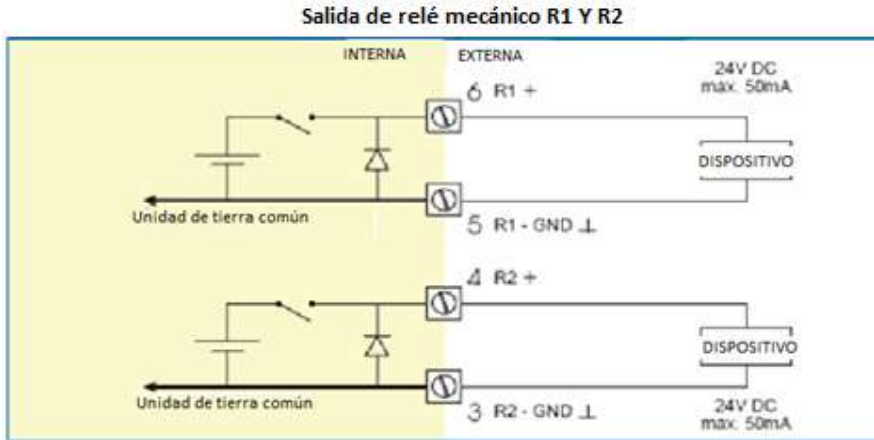 Salida de relé mecánico R1 Y R2
INTERNA
EXTERNA
24V DC
max. 50mA
6 R1 +
DISPOSITIVO
Unidad de tierra común
5 R1 - GND ⊥
4 R2 +
DISPOSITIVO
Unidad de tierra común
3 R2 - GND ⊥
24V DC
max. 50mA